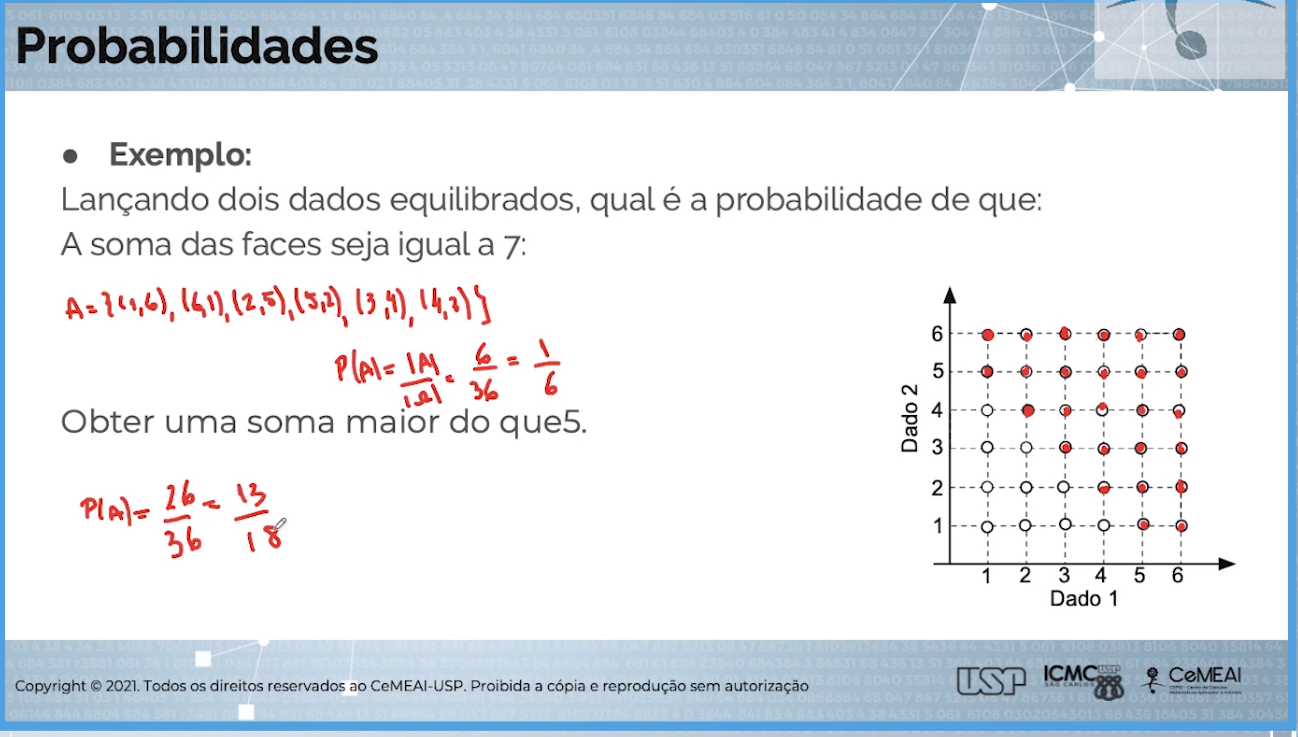 Probabilidades
● Exemplo:
Lançando dois dados equilibrados, qual é a probabilidade de que:
A soma das faces seja igual a 7:
A = {(1,6), (6,1), (2,5), (5,2), (3,4), (4,3)}
P(A) = |A| / |Ω| = 6/36 = 1/6
Obter uma soma maior do que5.
P(A) = 26/36 = 13/18
6
5
4
3
2
1
Dado 2
1 2 3 4 5 6
Dado 1
Copyright © 2021. Todos os direitos reservados ao CeMEAI-USP. Proibida a cópia e reprodução sem autorização
USP
ICMC USP
SÃO CARLOS
CeMEAI